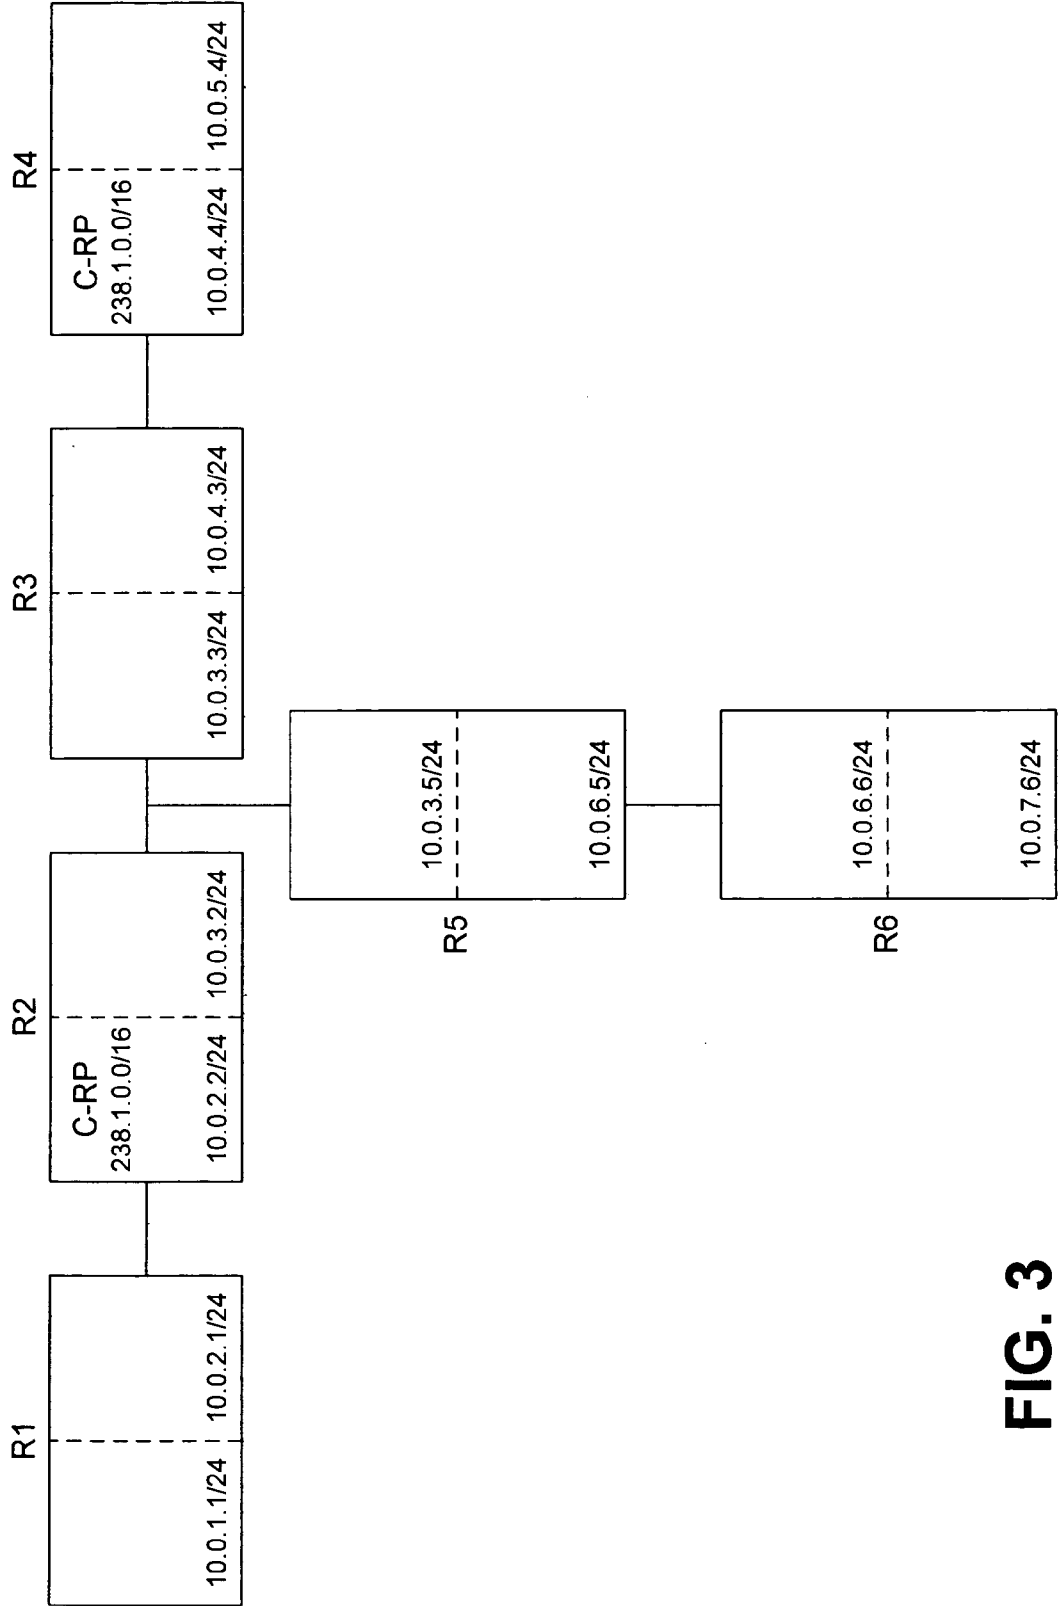 R1
10.0.1.1/24
10.0.2.1/24
R2
C-RP
238.1.0.0/16
10.0.2.2/24
10.0.3.2/24
R3
10.0.3.3/24
10.0.4.3/24
R4
C-RP
238.1.0.0/16
10.0.4.4/24
10.0.5.4/24
R5
10.0.3.5/24
10.0.6.5/24
R6
10.0.6.6/24
10.0.7.6/24
FIG. 3